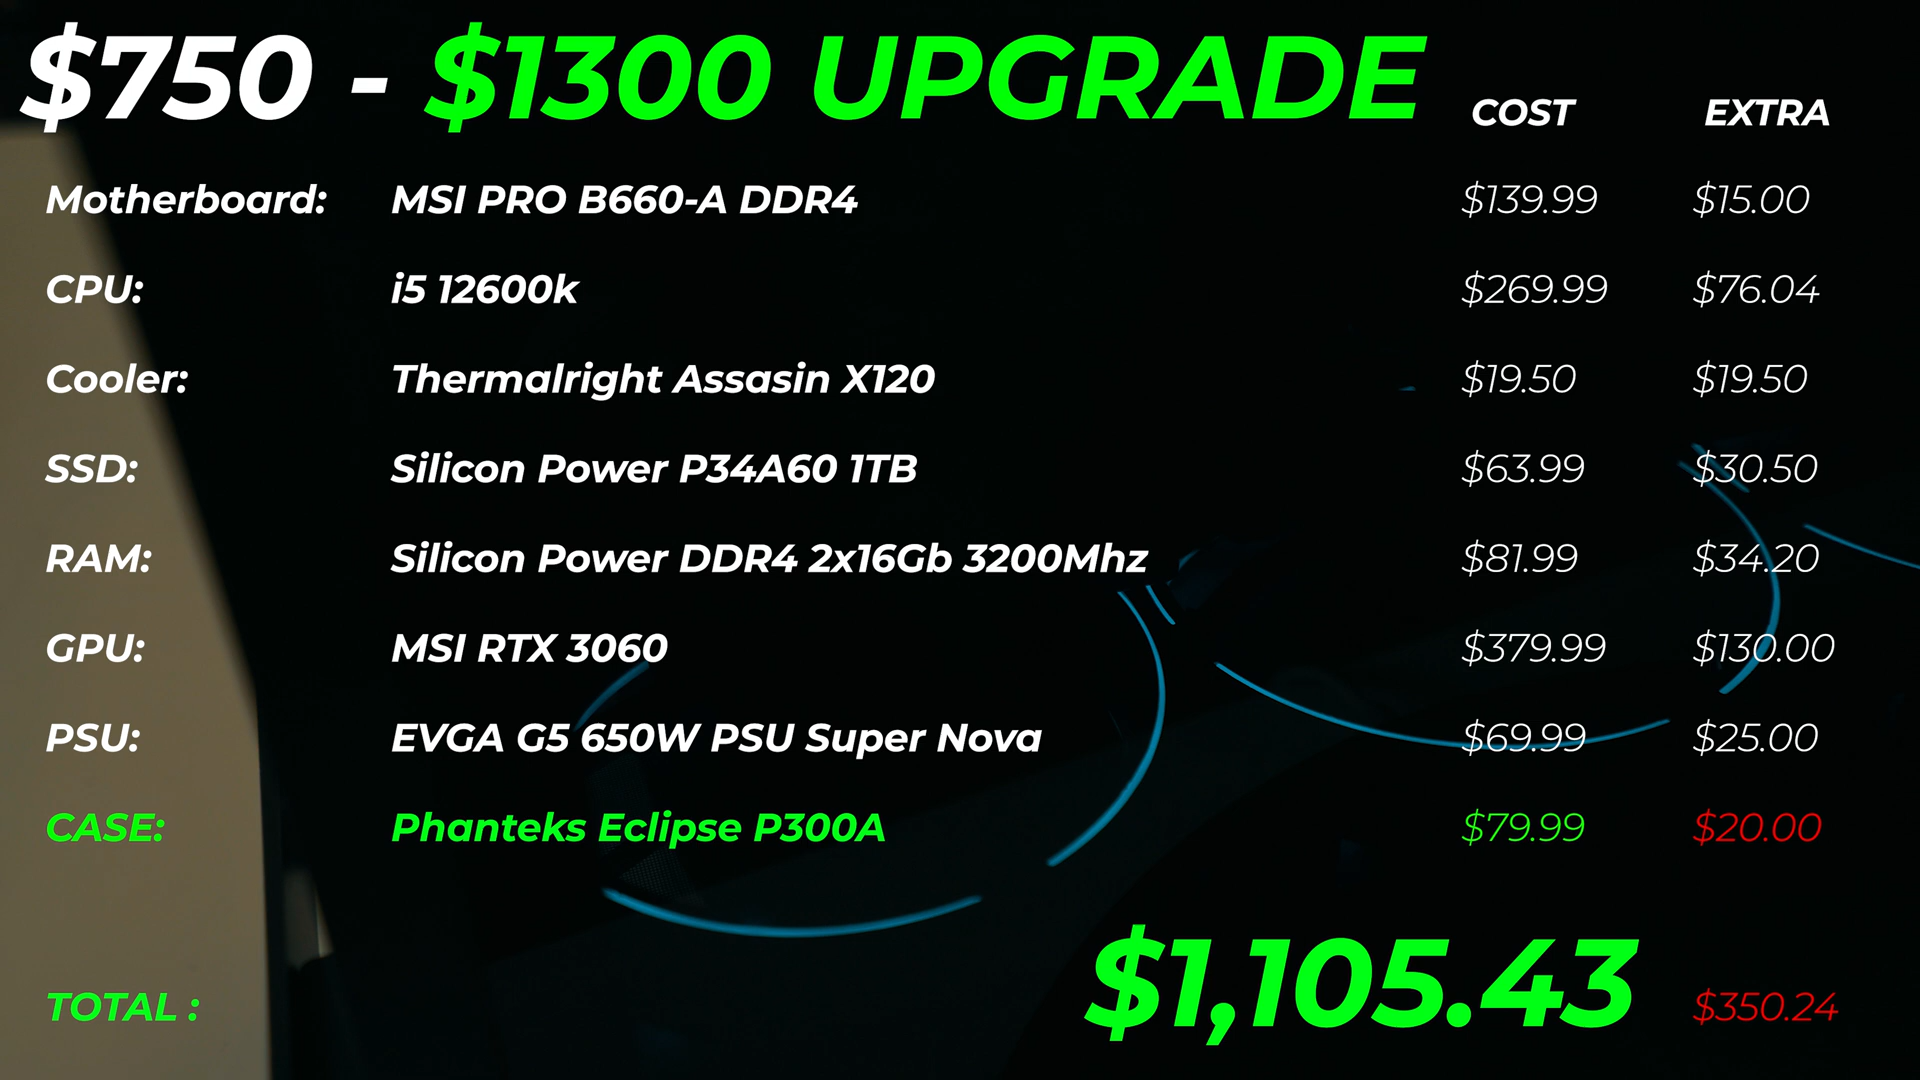 $750 - $1300 UPGRADE COST EXTRA
Motherboard: MSI PRO B660-A DDR4 $139.99 $15.00
CPU: i5 12600k $269.99 $76.04
Cooler: Thermalright Assasin X120 $19.50 $19.50
SSD: Silicon Power P34A60 1TB $63.99 $30.50
RAM: Silicon Power DDR4 2x16Gb 3200Mhz $81.99 $34.20
GPU: MSI RTX 3060 $379.99 $130.00
PSU: EVGA G5 650W PSU Super Nova $69.99 $25.00
CASE: Phanteks Eclipse P300A $79.99 $20.00
TOTAL : $1,105.43 $350.24